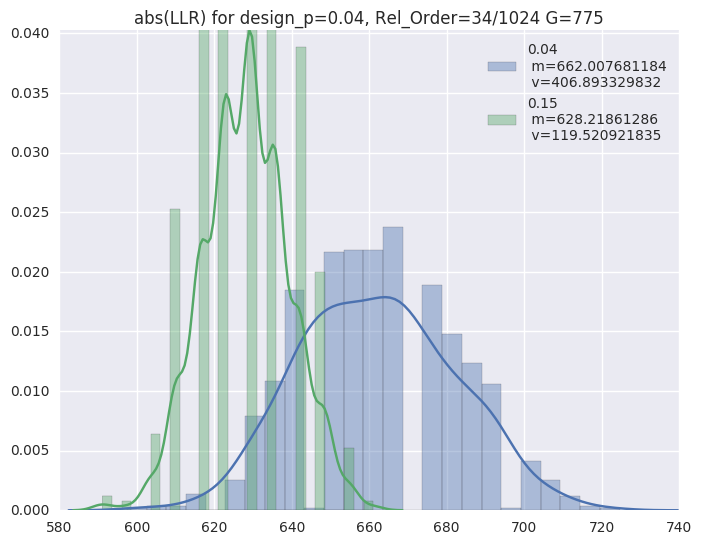 abs(LLR) for design_p=0.04, Rel_Order=34/1024 G=775
0.040
0.035
0.030
0.025
0.020
0.015
0.010
0.005
0.000
580 600 620 640 660 680 700 720 740
0.04
m=662.007681184
v=406.893329832
0.15
m=628.21861286
v=119.520921835